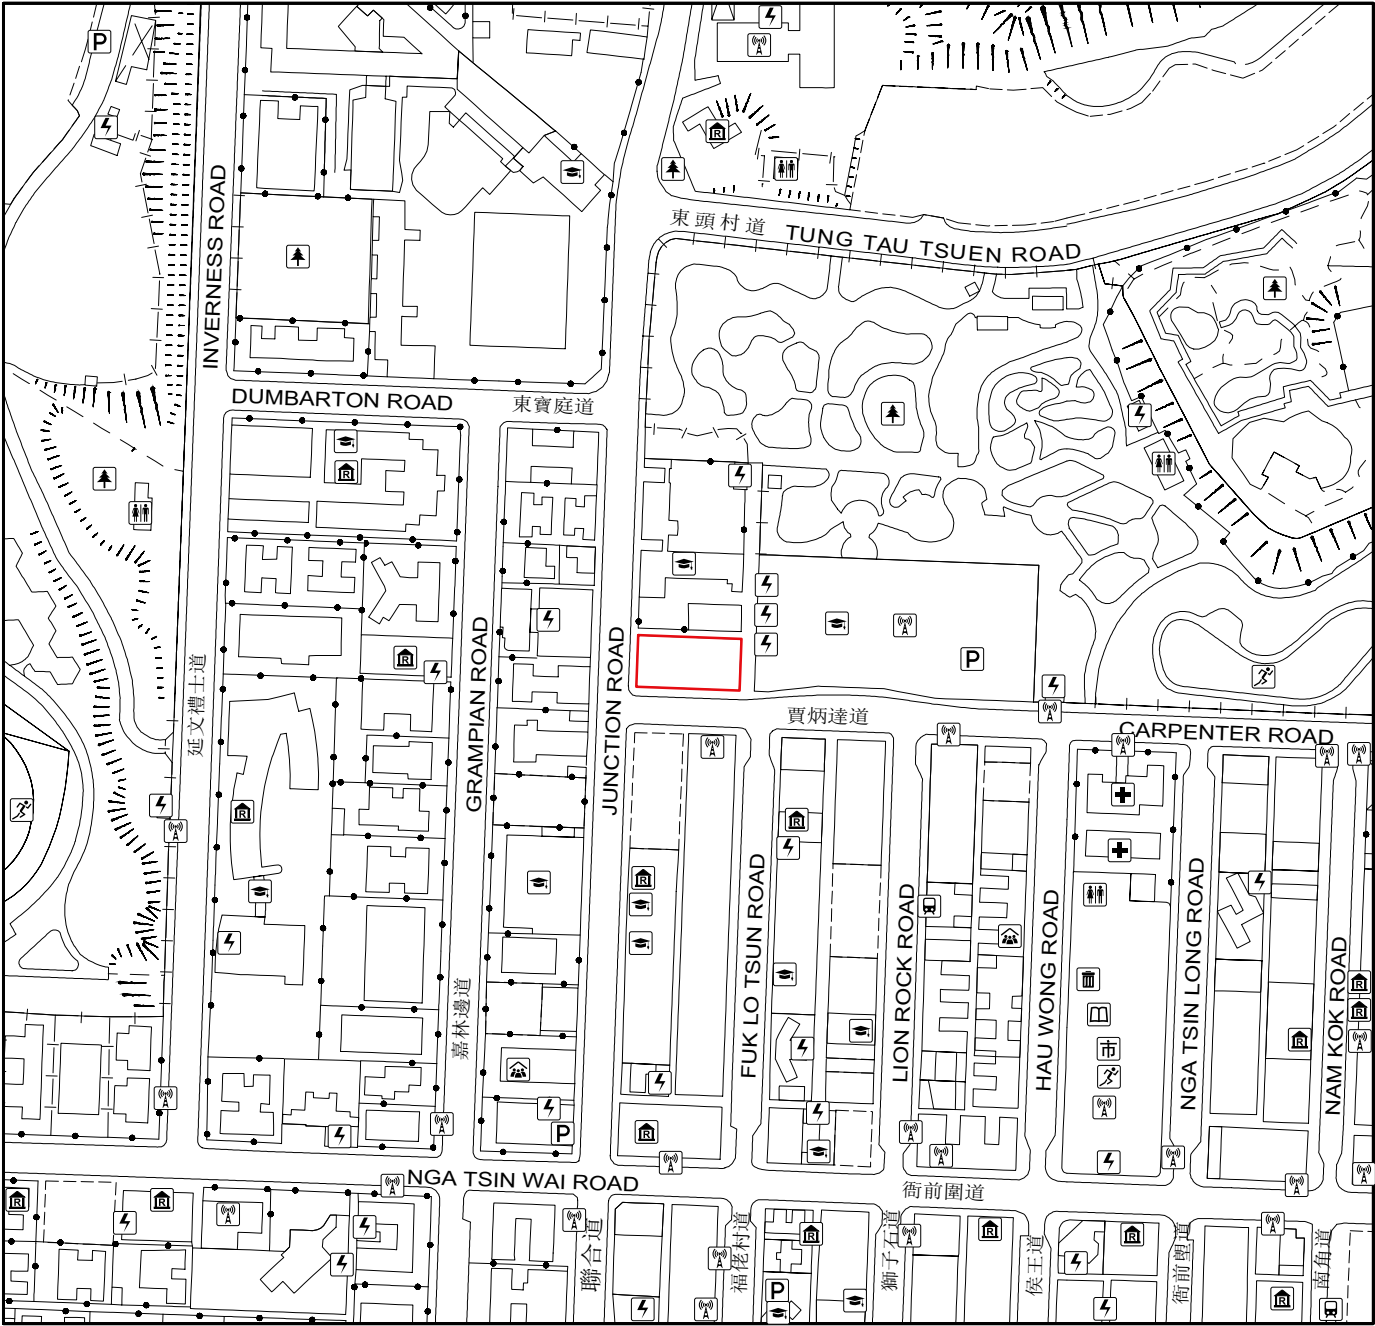 P
東頭村道
TUNG TAU TSUEN ROAD
INVERNESS ROAD
DUMBARTON ROAD
東寶庭道
延文禮士道
GRAMPIAN ROAD
JUNCTION ROAD
P
賈炳達道
CARPENTER ROAD
FUK LO TSUN ROAD
LION ROCK ROAD
HAU WONG ROAD
NGA TSIN LONG ROAD
NAM KOK ROAD
嘉林邊道
市
P
NGA TSIN WAI ROAD
衙前圍道
聯合道
福佬村道
獅子石道
侯王道
衙前塱道
南角道
P